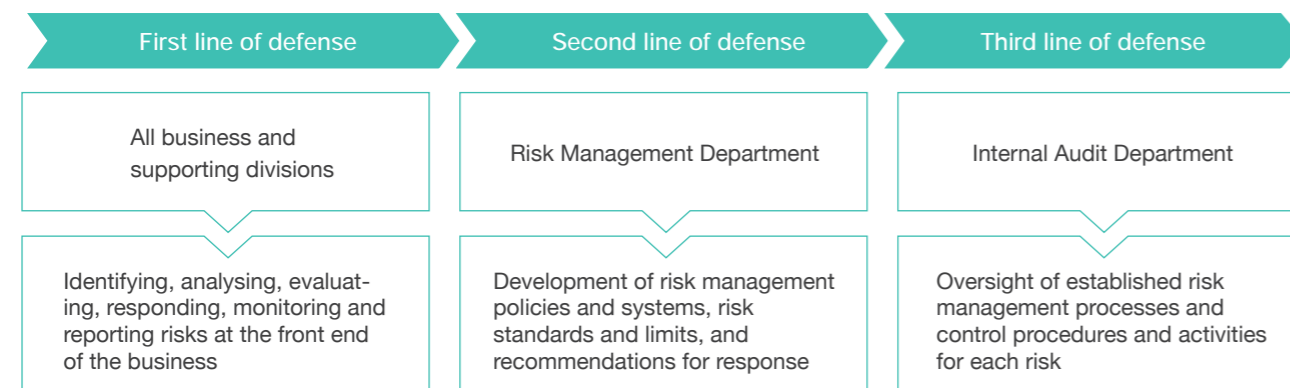 First line of defense
Second line of defense
Third line of defense
All business and
supporting divisions
Risk Management Department
Internal Audit Department
Identifying, analysing, evaluat-
ing, responding, monitoring and
reporting risks at the front end
of the business
Development of risk management
policies and systems, risk
standards and limits, and
recommendations for response
Oversight of established risk
management processes and
control procedures and activities
for each risk